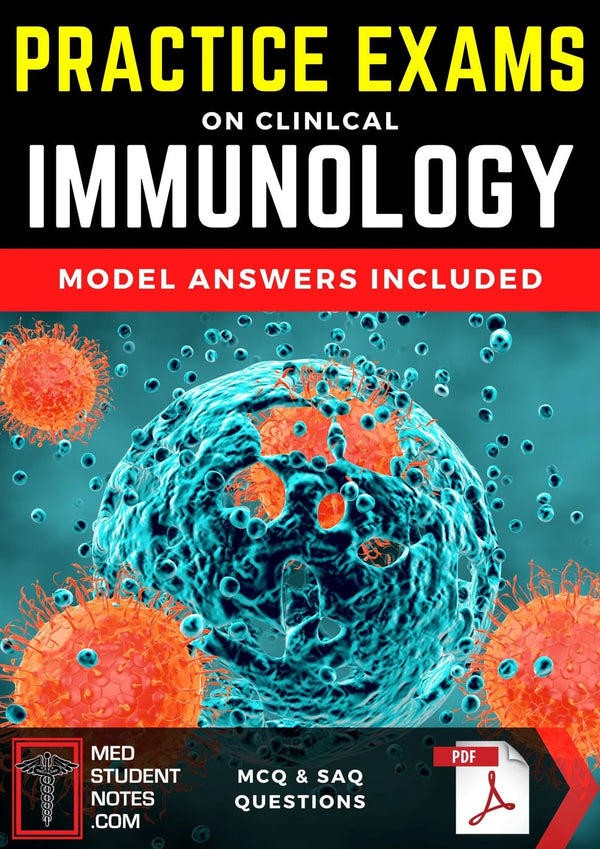 PRACTICE EXAMS
ON CLINLCAL
IMMUNOLOGY
MODEL ANSWERS INCLUDED
MED
STUDENT
NOTES
.COM
MCQ & SAQ
QUESTIONS
PDF